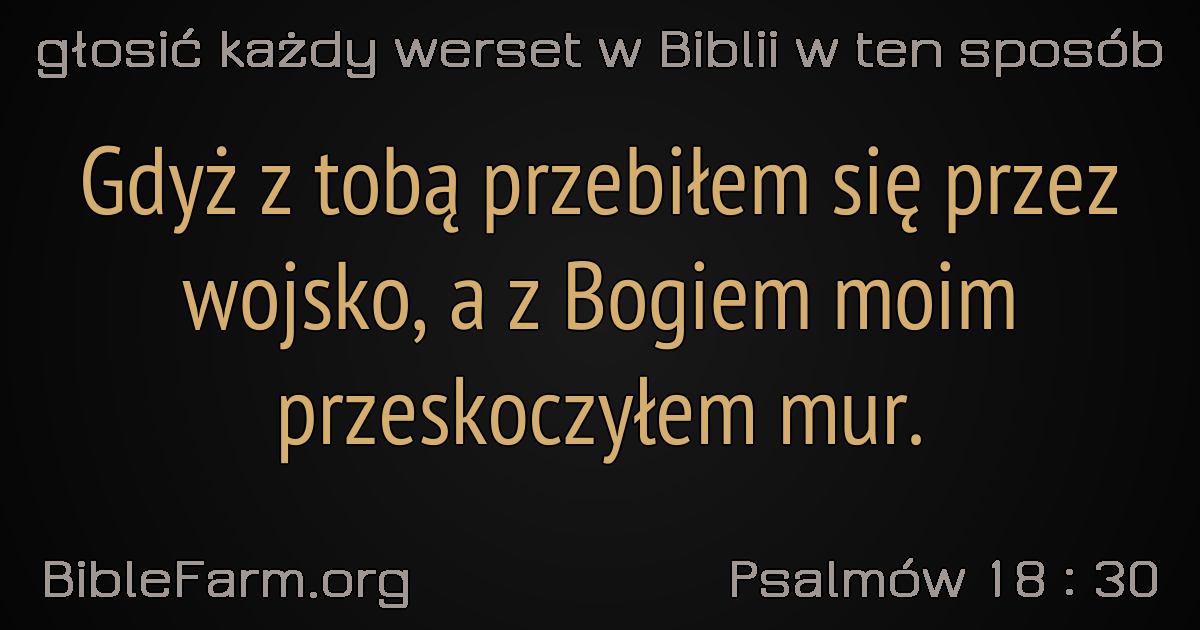 głosić każdy werset w Biblii w ten sposób
Gdyż z tobą przebiłem się przez
wojsko, a z Bogiem moim
przeskoczyłem mur.
BibleFarm.org
Psalmów 18 : 30